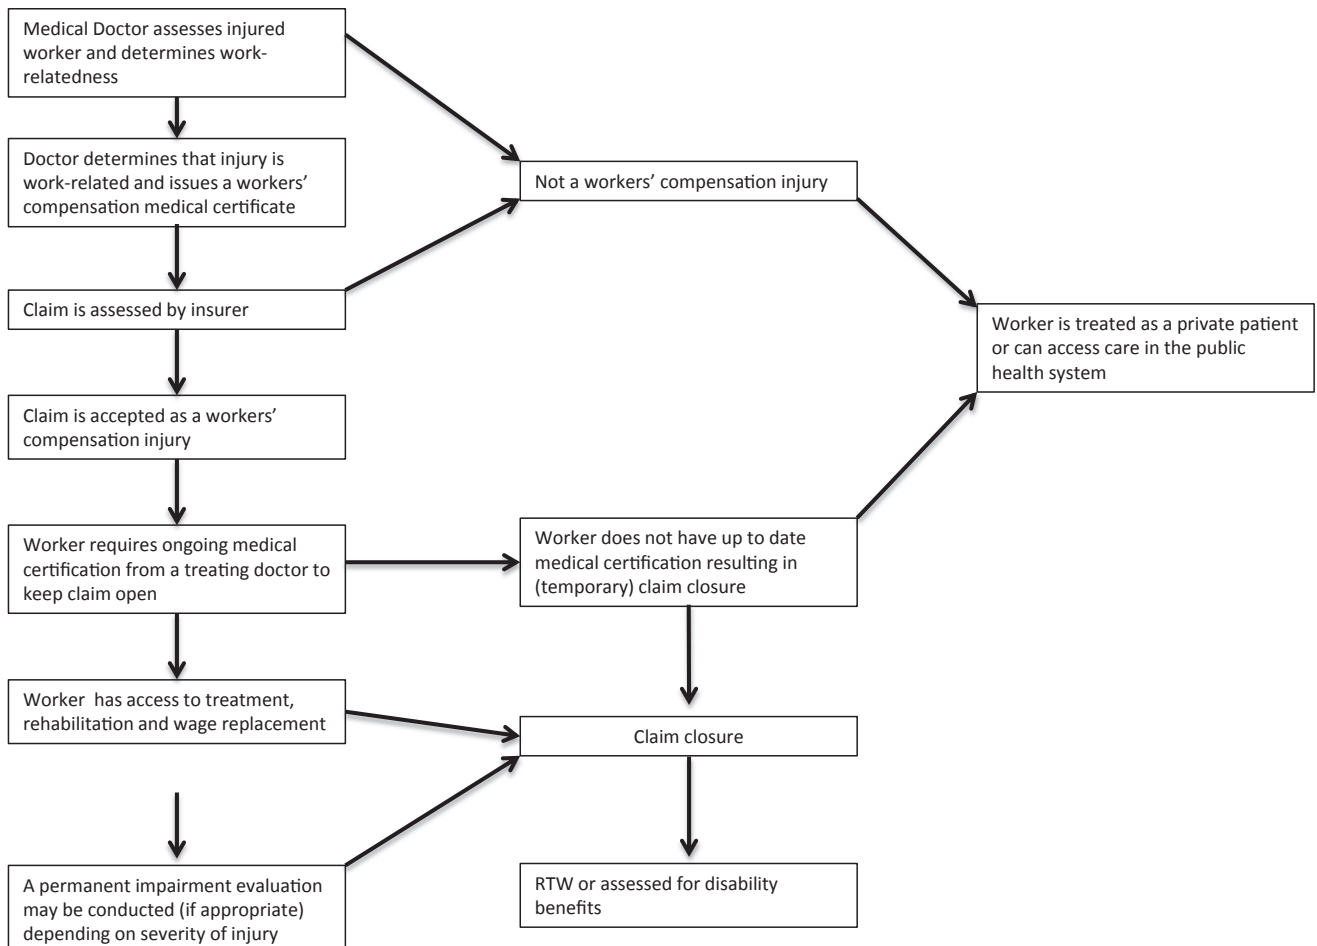 Medical Doctor assesses injured
worker and determines work-
relatedness
Doctor determines that injury is
work-related and issues a workers’
compensation medical certificate
Not a workers’ compensation injury
Claim is assessed by insurer
Worker is treated as a private patient
or can access care in the public
health system
Claim is accepted as a workers’
compensation injury
Worker requires ongoing medical
certification from a treating doctor to
keep claim open
Worker does not have up to date
medical certification resulting in
(temporary) claim closure
Worker  has access to treatment,
rehabilitation and wage replacement
Claim closure
A permanent impairment evaluation
may be conducted (if appropriate)
depending on severity of injury
RTW or assessed for disability
benefits